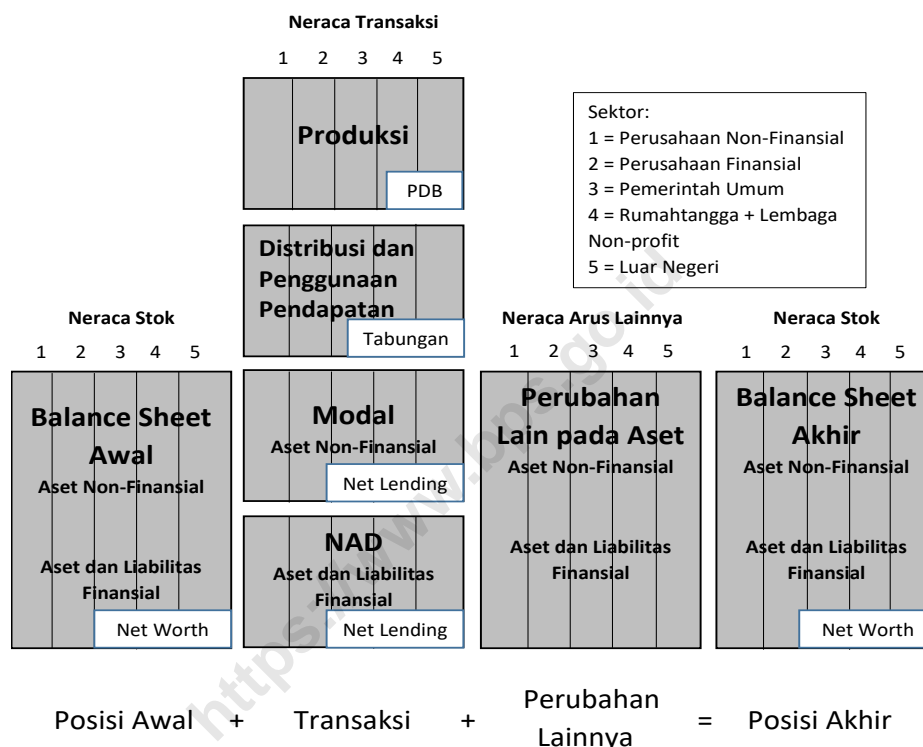 Neraca Transaksi
1 2 3 4 5
Produksi
PDB
Sektor:
1 = Perusahaan Non-Finansial
2 = Perusahaan Finansial
3 = Pemerintah Umum
4 = Rumahtangga + Lembaga
Non-profit
5 = Luar Negeri
Distribusi dan
Penggunaan
Pendapatan
Tabungan
Neraca Stok
1 2 3 4 5
Balance Sheet
Awal
Aset Non-Finansial
Aset dan Liabilitas
Finansial
Net Worth
Modal
Aset Non-Finansial
Net Lending
NAD
Aset dan Liabilitas
Finansial
Net Lending
Neraca Arus Lainnya
1 2 3 4 5
Perubahan
Lain pada Aset
Aset Non-Finansial
Aset dan Liabilitas
Finansial
Neraca Stok
1 2 3 4 5
Balance Sheet
Akhir
Aset Non-Finansial
Aset dan Liabilitas
Finansial
Net Worth
Posisi Awal + Transaksi + Perubahan
Lainnya = Posisi Akhir
https://www.bps.go.id